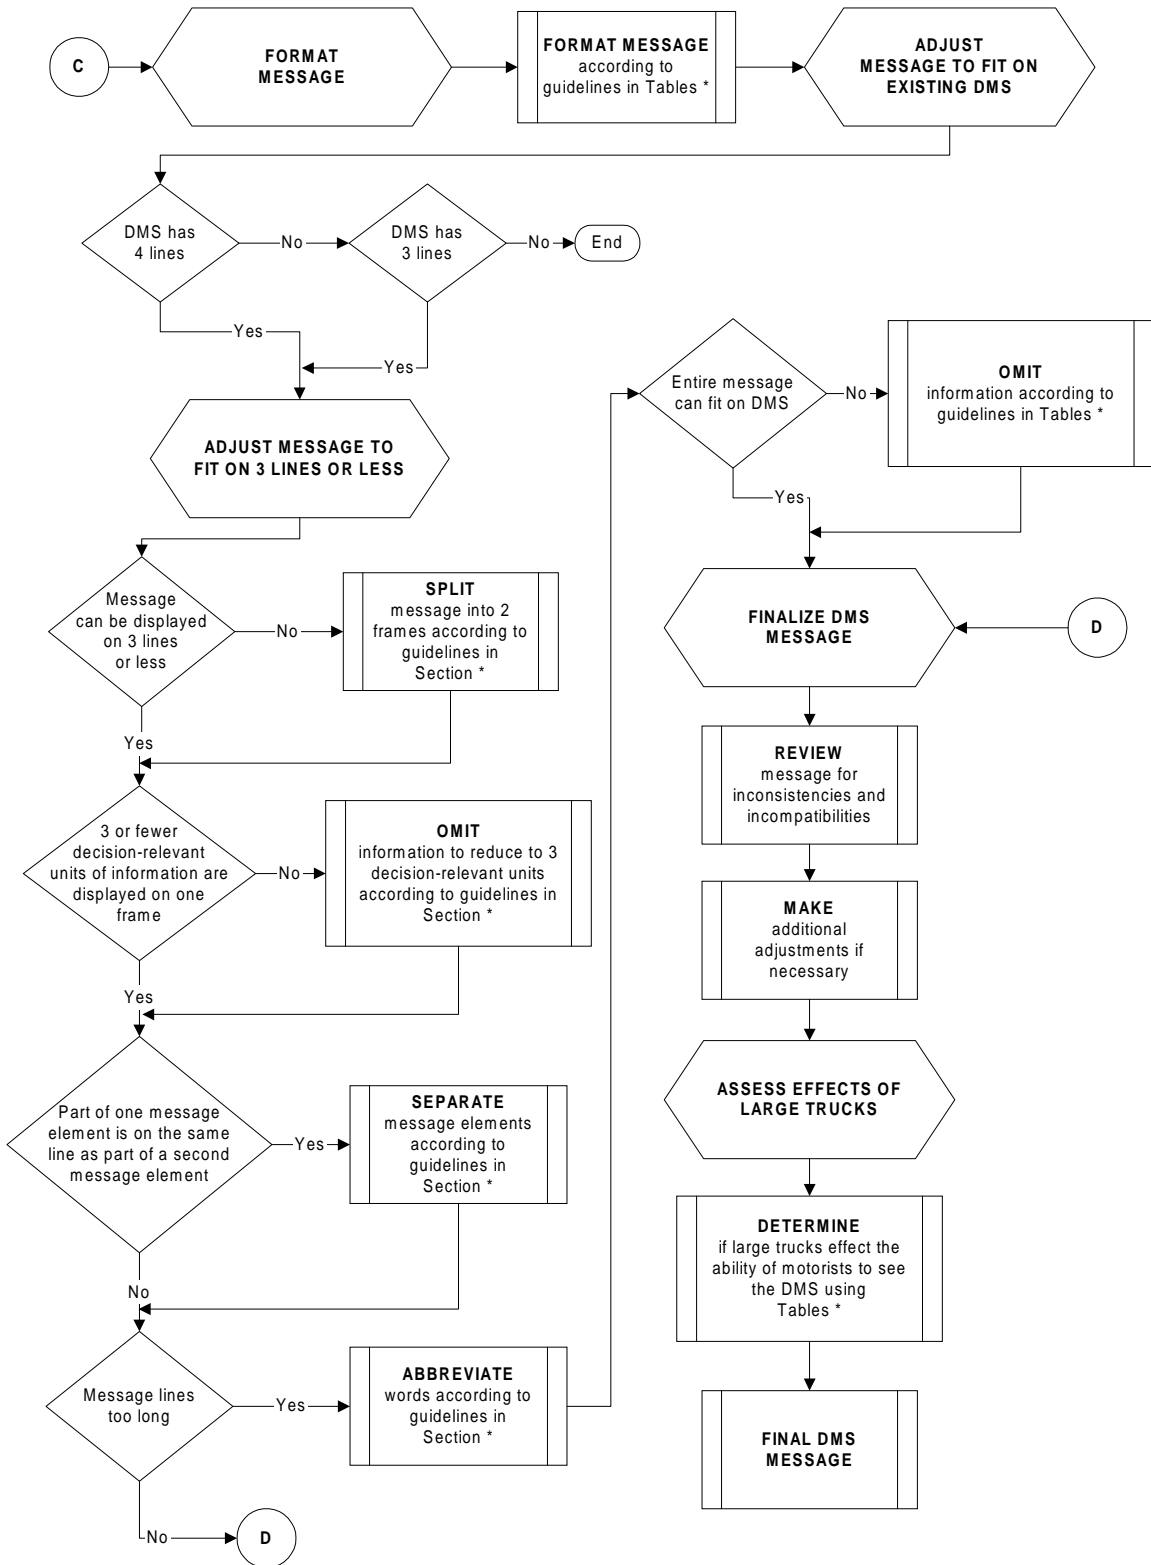 C
FORMAT
MESSAGE
FORMAT MESSAGE
according to
guidelines in Tables *
ADJUST
MESSAGE TO FIT ON
EXISTING DMS
DMS has
4 lines
No
DMS has
3 lines
No
End
Yes
Yes
ADJUST MESSAGE TO
FIT ON 3 LINES OR LESS
Message
can be displayed
on 3 lines
or less
No
SPLIT
message into 2
frames according to
guidelines in
Section *
Yes
3 or fewer
decision-relevant
units of information are
displayed on one
frame
No
OMIT
information to reduce to 3
decision-relevant units
according to guidelines in
Section *
Yes
Part of one message
element is on the same
line as part of a second
message element
Yes
SEPARATE
message elements
according to
guidelines in
Section *
No
Message lines
too long
Yes
ABBREVIATE
words according to
guidelines in
Section *
No
D
Entire message
can fit on DMS
No
OMIT
information according to
guidelines in Tables *
Yes
FINALIZE DMS
MESSAGE
D
REVIEW
message for
inconsistencies and
incompatibilities
MAKE
additional
adjustments if
necessary
ASSESS EFFECTS OF
LARGE TRUCKS
DETERMINE
if large trucks effect the
ability of motorists to see
the DMS using
Tables *
FINAL DMS
MESSAGE